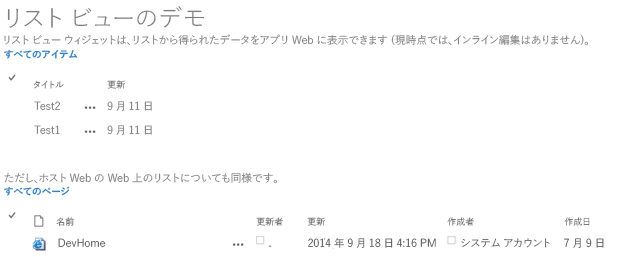 リスト ビューのデモ
リスト ビュー ウィジェットは、リストから得られたデータをアプリ Web に表示できます (現時点では、インライン編集はありません)。
すべてのアイテム
タイトル 更新
Test2 ••• 9 月 11 日
Test1 ••• 9 月 11 日
ただし、ホスト Web の Web 上のリストについても同様です。
すべてのページ
名前 更新者 更新 作成者 作成日
DevHome ••• . 2014 年 9 月 18 日 4:16 PM システム アカウント 7 月 9 日